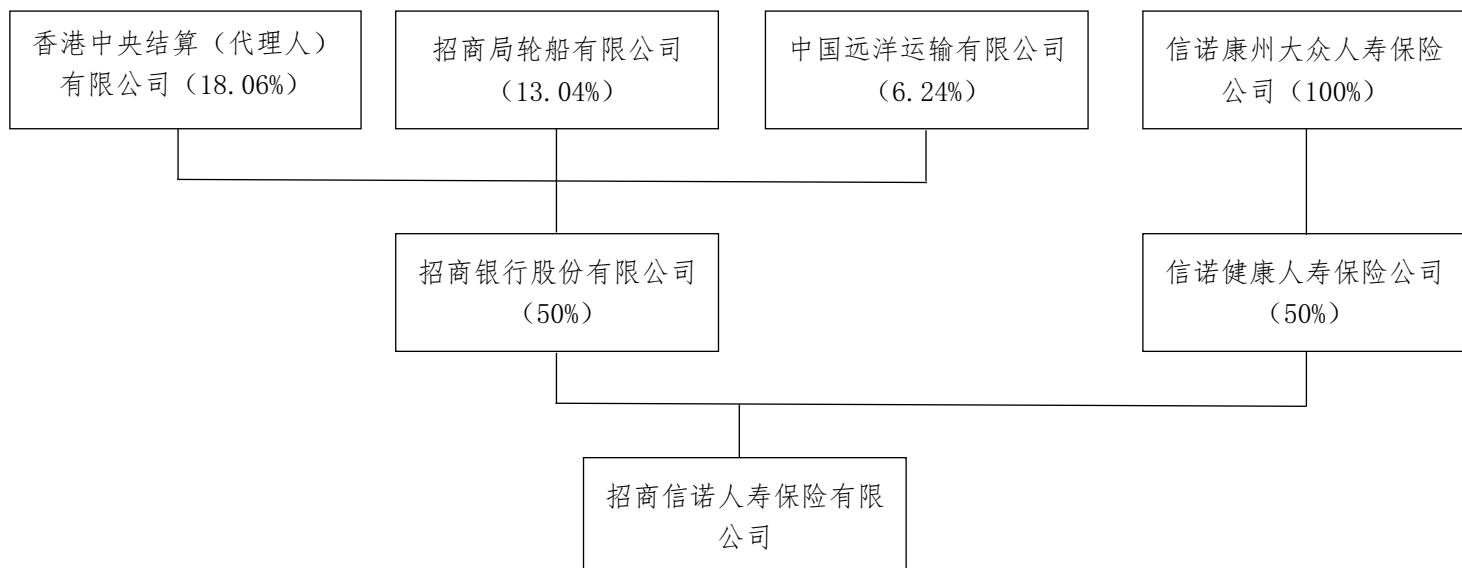 香港中央结算（代理人）
有限公司（18.06%）
招商局轮船有限公司
（13.04%）
中国远洋运输有限公司
（6.24%）
信诺康州大众人寿保险
公司（100%）
招商银行股份有限公司
（50%）
信诺健康人寿保险公司
（50%）
招商信诺人寿保险有限
公司